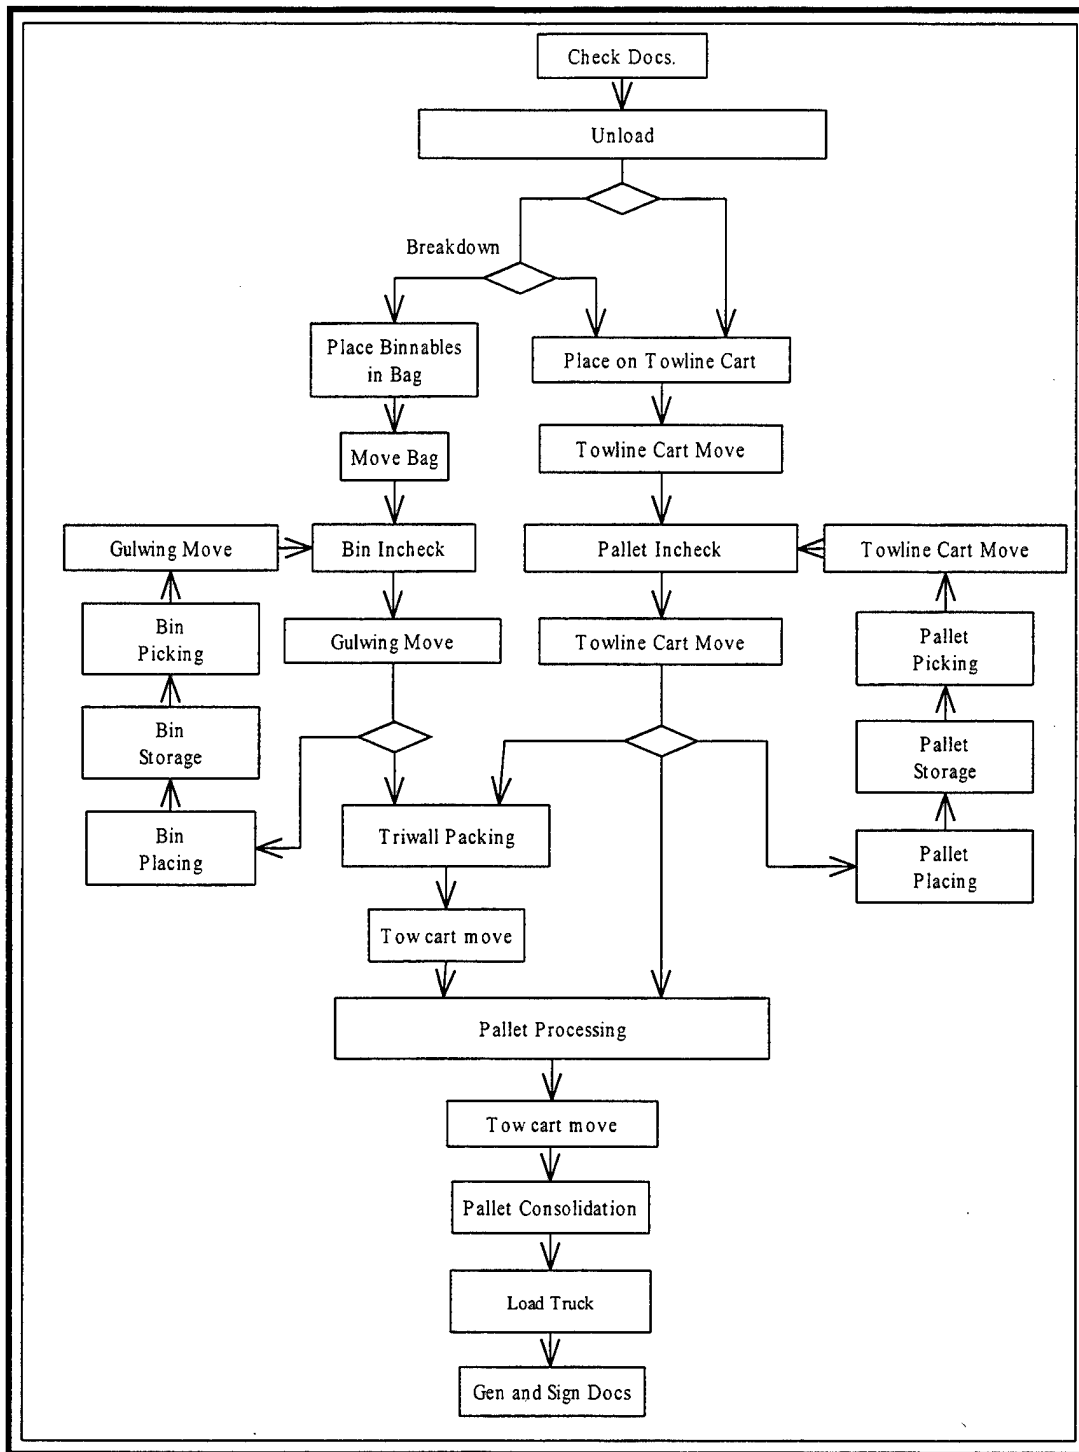 Check Docs.
Unload
Breakdown
Place Binnables
in Bag
Place on Towline Cart
Move Bag
Towline Cart Move
Gulwing Move
Bin Incheck
Pallet Incheck
Towline Cart Move
Bin
Picking
Gulwing Move
Towline Cart Move
Pallet
Picking
Bin
Storage
Pallet
Storage
Bin
Placing
Triwall Packing
Pallet
Placing
Tow cart move
Pallet Processing
Tow cart move
Pallet Consolidation
Load Truck
Gen and Sign Docs